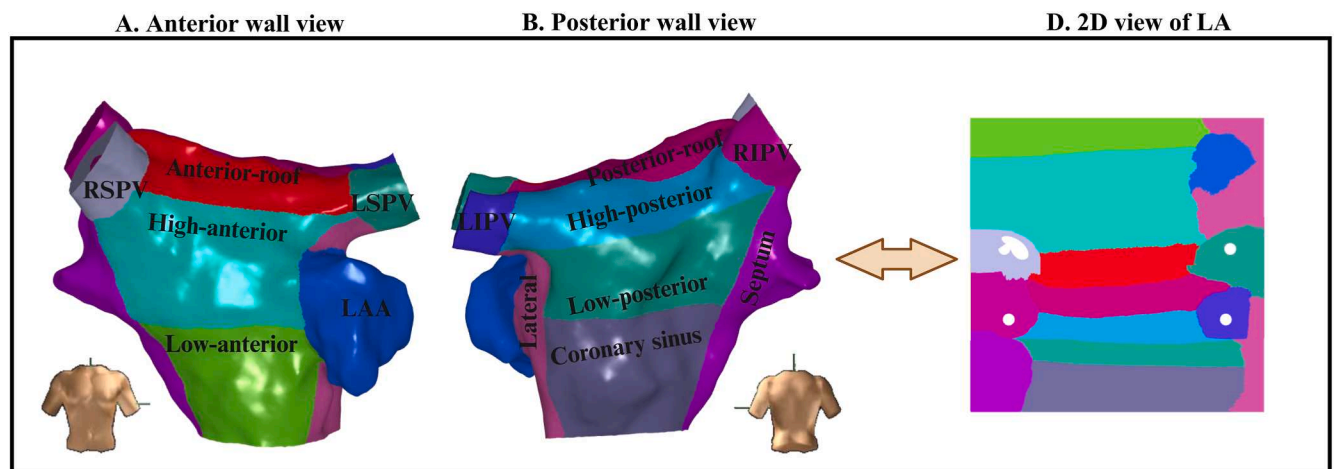 A. Anterior wall view
B. Posterior wall view
D. 2D view of LA
Anterior-roof
RSPV
LSPV
High-anterior
LAA
Low-anterior
Posterior-roof
RIPV
LIPV
High-posterior
Septum
Low-posterior
Lateral
Coronary sinus